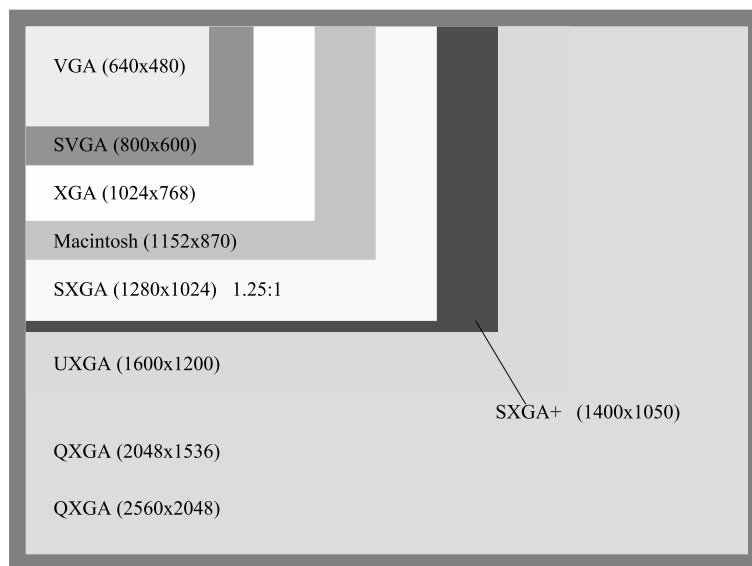 VGA (640x480)
SVGA (800x600)
XGA (1024x768)
Macintosh (1152x870)
SXGA (1280x1024) 1.25:1
UXGA (1600x1200)
SXGA+ (1400x1050)
QXGA (2048x1536)
QXGA (2560x2048)